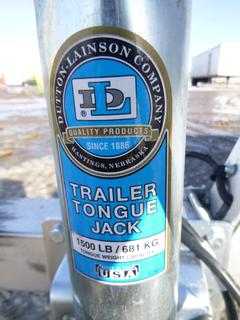 DUTTON-LAINSON COMPANY
DL
QUALITY PRODUCTS
SINCE 1886
HASTINGS, NEBRASKA
TRAILER
TONGUE
JACK
1500 LB / 681 KG
TONGUE WEIGHT CAPACITY
USA